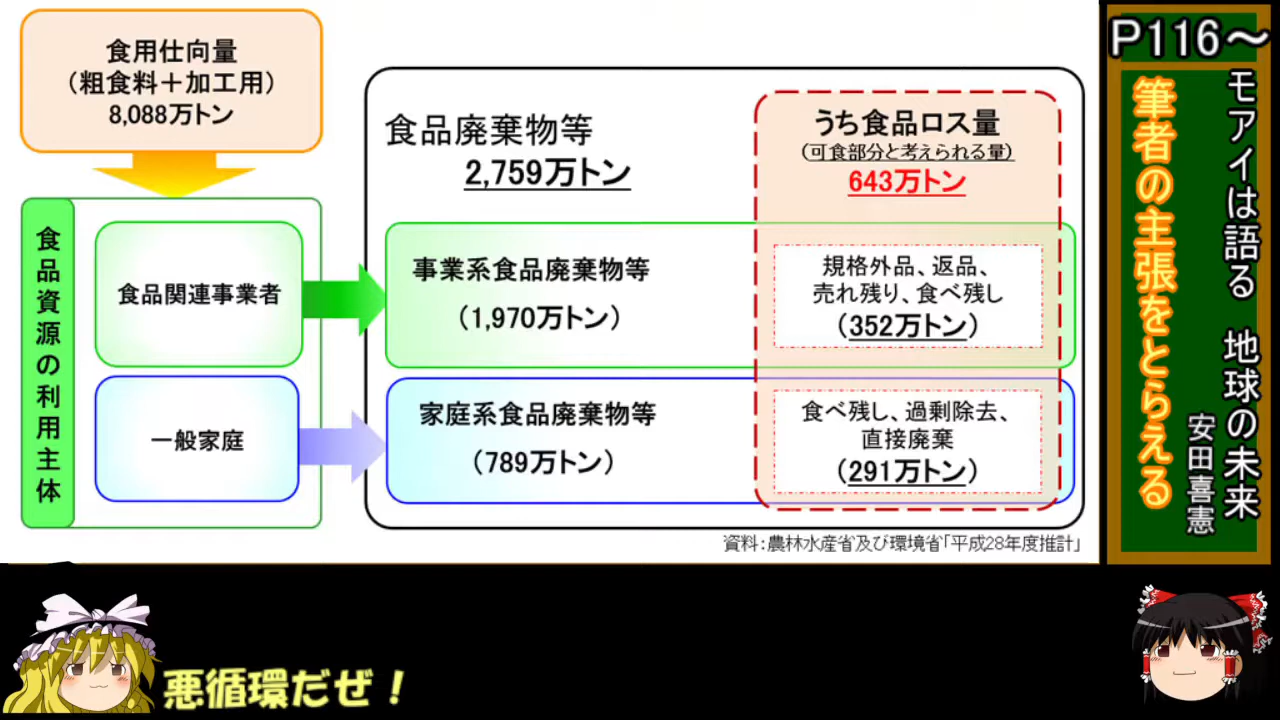 食用仕向量
（粗食料＋加工用）
8,088万トン
食品資源の利用主体
食品関連事業者
一般家庭
食品廃棄物等
2,759万トン
うち食品ロス量
（可食部分と考えられる量）
643万トン
事業系食品廃棄物等
（1,970万トン）
規格外品、返品、
売れ残り、食べ残し
（352万トン）
家庭系食品廃棄物等
（789万トン）
食べ残し、過剰除去、
直接廃棄
（291万トン）
資料：農林水産省及び環境省「平成28年度推計」
P116～
モアイは語る　地球の未来
安田喜憲
筆者の主張をとらえる
悪循環だぜ！